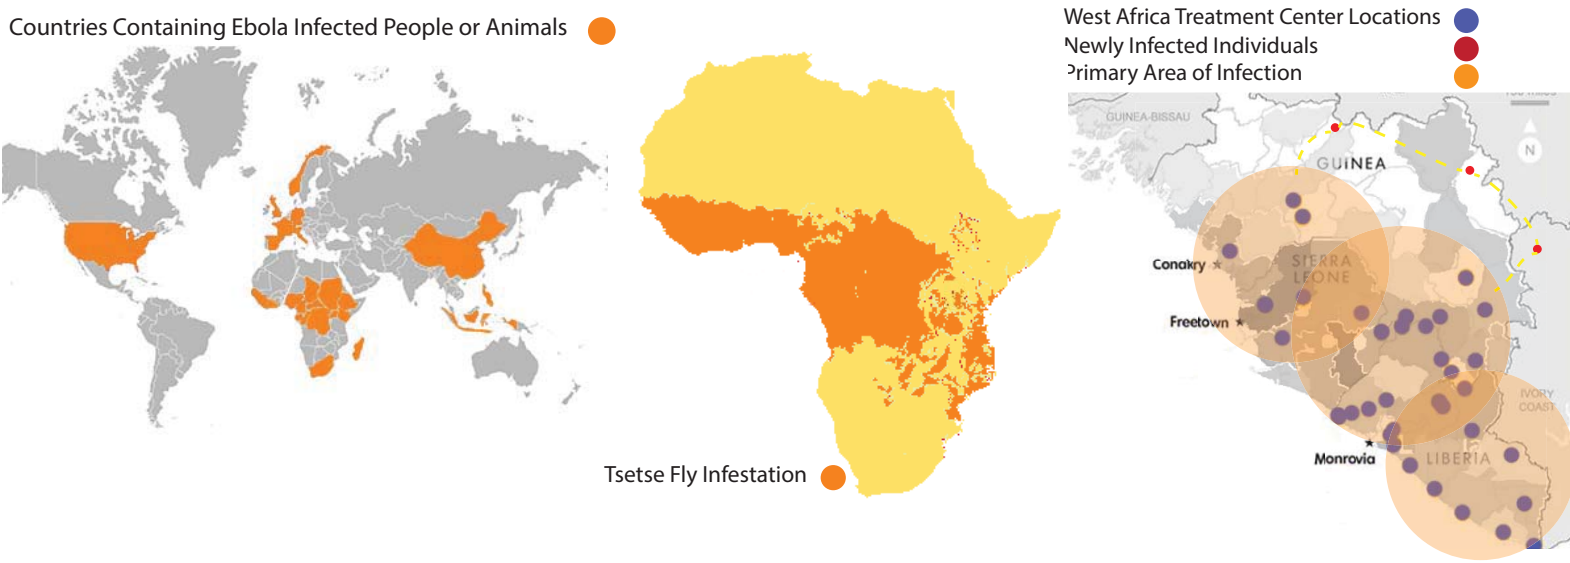 Countries Containing Ebola Infected People or Animals
Tsetse Fly Infestation
West Africa Treatment Center Locations
Newly Infected Individuals
Primary Area of Infection
GUINEA-BISSAU
N
GUINEA
Conakry
SIERRA
LEONE
Freetown
IVORY
COAST
Monrovia
LIBERIA